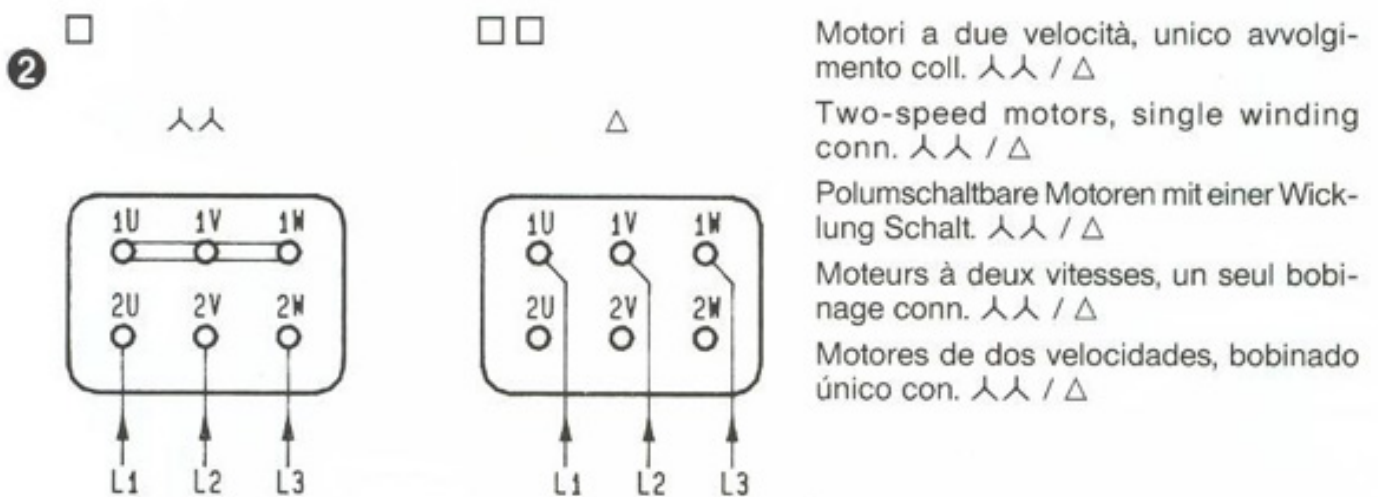 2
1U 1V 1W
2U 2V 2W
L1 L2 L3
1U 1V 1W
2U 2V 2W
L1 L2 L3
Motori a due velocità, unico avvolgi-
mento coll. ⅄⅄ / △
Two-speed motors, single winding
conn. ⅄⅄ / △
Polumschaltbare Motoren mit einer Wick-
lung Schalt. ⅄⅄ / △
Moteurs à deux vitesses, un seul bobi-
nage conn. ⅄⅄ / △
Motores de dos velocidades, bobinado
único con. ⅄⅄ / △